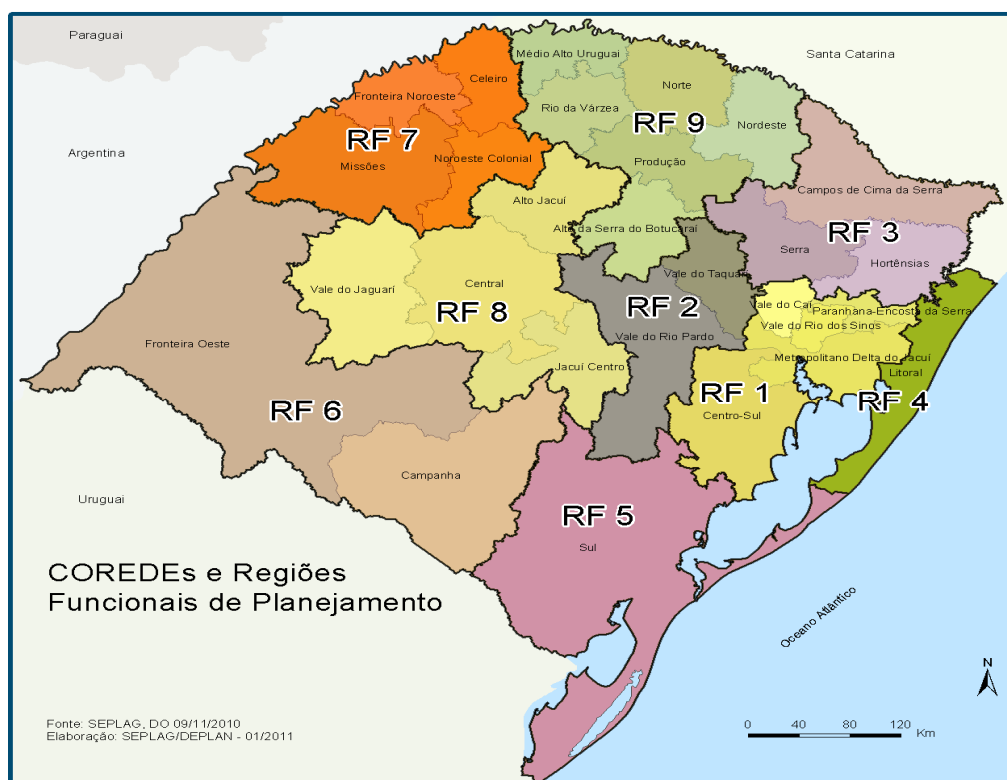 Paraguai
Santa Catarina
Médio Alto Uruguai
Celeiro
Norte
Fronteira Noroeste
Rio da Várzea
RF 9
Nordeste
RF 7
Argentina
Missões
Noroeste Colonial
Produção
Campos de Cima da Serra
Alto Jacuí
Alto da Serra do Botucaraí
RF 3
Serra
Hortênsias
Vale do Taquari
Vale do Jaguarí
Central
RF 2
Vale do Caí
Paranhana-Encosta da Serra
RF 8
Vale do Rio dos Sinos
Vale do Rio Pardo
Fronteira Oeste
Metropolitano Delta do Jacuí
Jacuí Centro
Litoral
RF 1
RF 4
RF 6
Centro-Sul
Campanha
Uruguai
RF 5
Sul
COREDEs e Regiões
Funcionais de Planejamento
Oceano Atlântico
N
Fonte: SEPLAG, DO 09/11/2010
Elaboração: SEPLAG/DEPLAN - 01/2011
0 40 80 120
Km